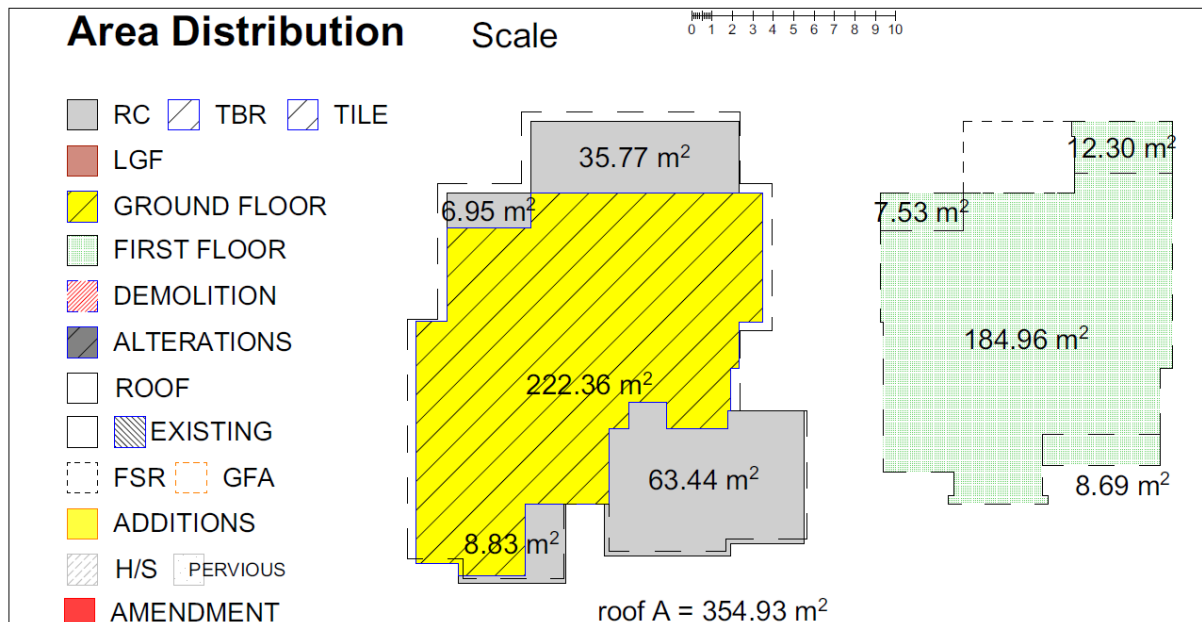 Area Distribution Scale
0 1 2 3 4 5 6 7 8 9 10
RC TBR TILE
LGF
GROUND FLOOR
FIRST FLOOR
DEMOLITION
ALTERATIONS
ROOF
EXISTING
FSR GFA
ADDITIONS
H/S PERVIOUS
AMENDMENT
35.77 m²
6.95 m²
222.36 m²
63.44 m²
8.83 m²
roof A = 354.93 m²
12.30 m²
7.53 m²
184.96 m²
8.69 m²